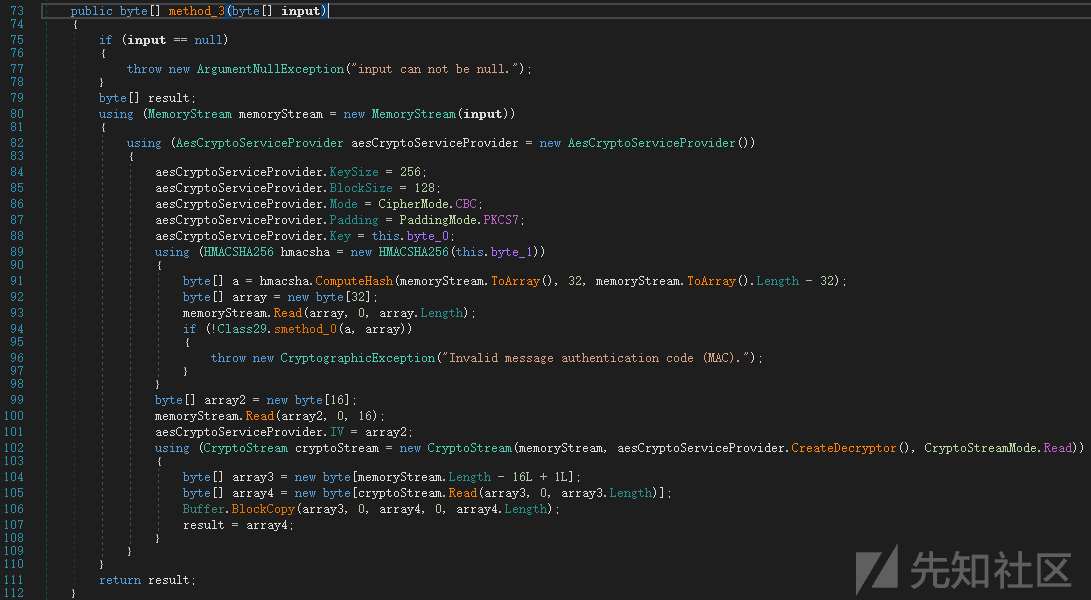 73 public byte[] method_3(byte[] input)
74 {
75 if (input == null)
76 {
77 throw new ArgumentNullException("input can not be null.");
78 }
79 byte[] result;
80 using (MemoryStream memoryStream = new MemoryStream(input))
81 {
82 using (AesCryptoServiceProvider aesCryptoServiceProvider = new AesCryptoServiceProvider())
83 {
84 aesCryptoServiceProvider.KeySize = 256;
85 aesCryptoServiceProvider.BlockSize = 128;
86 aesCryptoServiceProvider.Mode = CipherMode.CBC;
87 aesCryptoServiceProvider.Padding = PaddingMode.PKCS7;
88 aesCryptoServiceProvider.Key = this.byte_0;
89 using (HMACSHA256 hmacsha = new HMACSHA256(this.byte_1))
90 {
91 byte[] a = hmacsha.ComputeHash(memoryStream.ToArray(), 32, memoryStream.ToArray().Length - 32);
92 byte[] array = new byte[32];
93 memoryStream.Read(array, 0, array.Length);
94 if (!Class29.smethod_0(a, array))
95 {
96 throw new CryptographicException("Invalid message authentication code (MAC).");
97 }
98 }
99 byte[] array2 = new byte[16];
100 memoryStream.Read(array2, 0, 16);
101 aesCryptoServiceProvider.IV = array2;
102 using (CryptoStream cryptoStream = new CryptoStream(memoryStream, aesCryptoServiceProvider.CreateDecryptor(), CryptoStreamMode.Read))
103 {
104 byte[] array3 = new byte[memoryStream.Length - 16L + 1L];
105 byte[] array4 = new byte[cryptoStream.Read(array3, 0, array3.Length)];
106 Buffer.BlockCopy(array3, 0, array4, 0, array4.Length);
107 result = array4;
108 }
109 }
110 }
111 return result;
112 }
先知社区